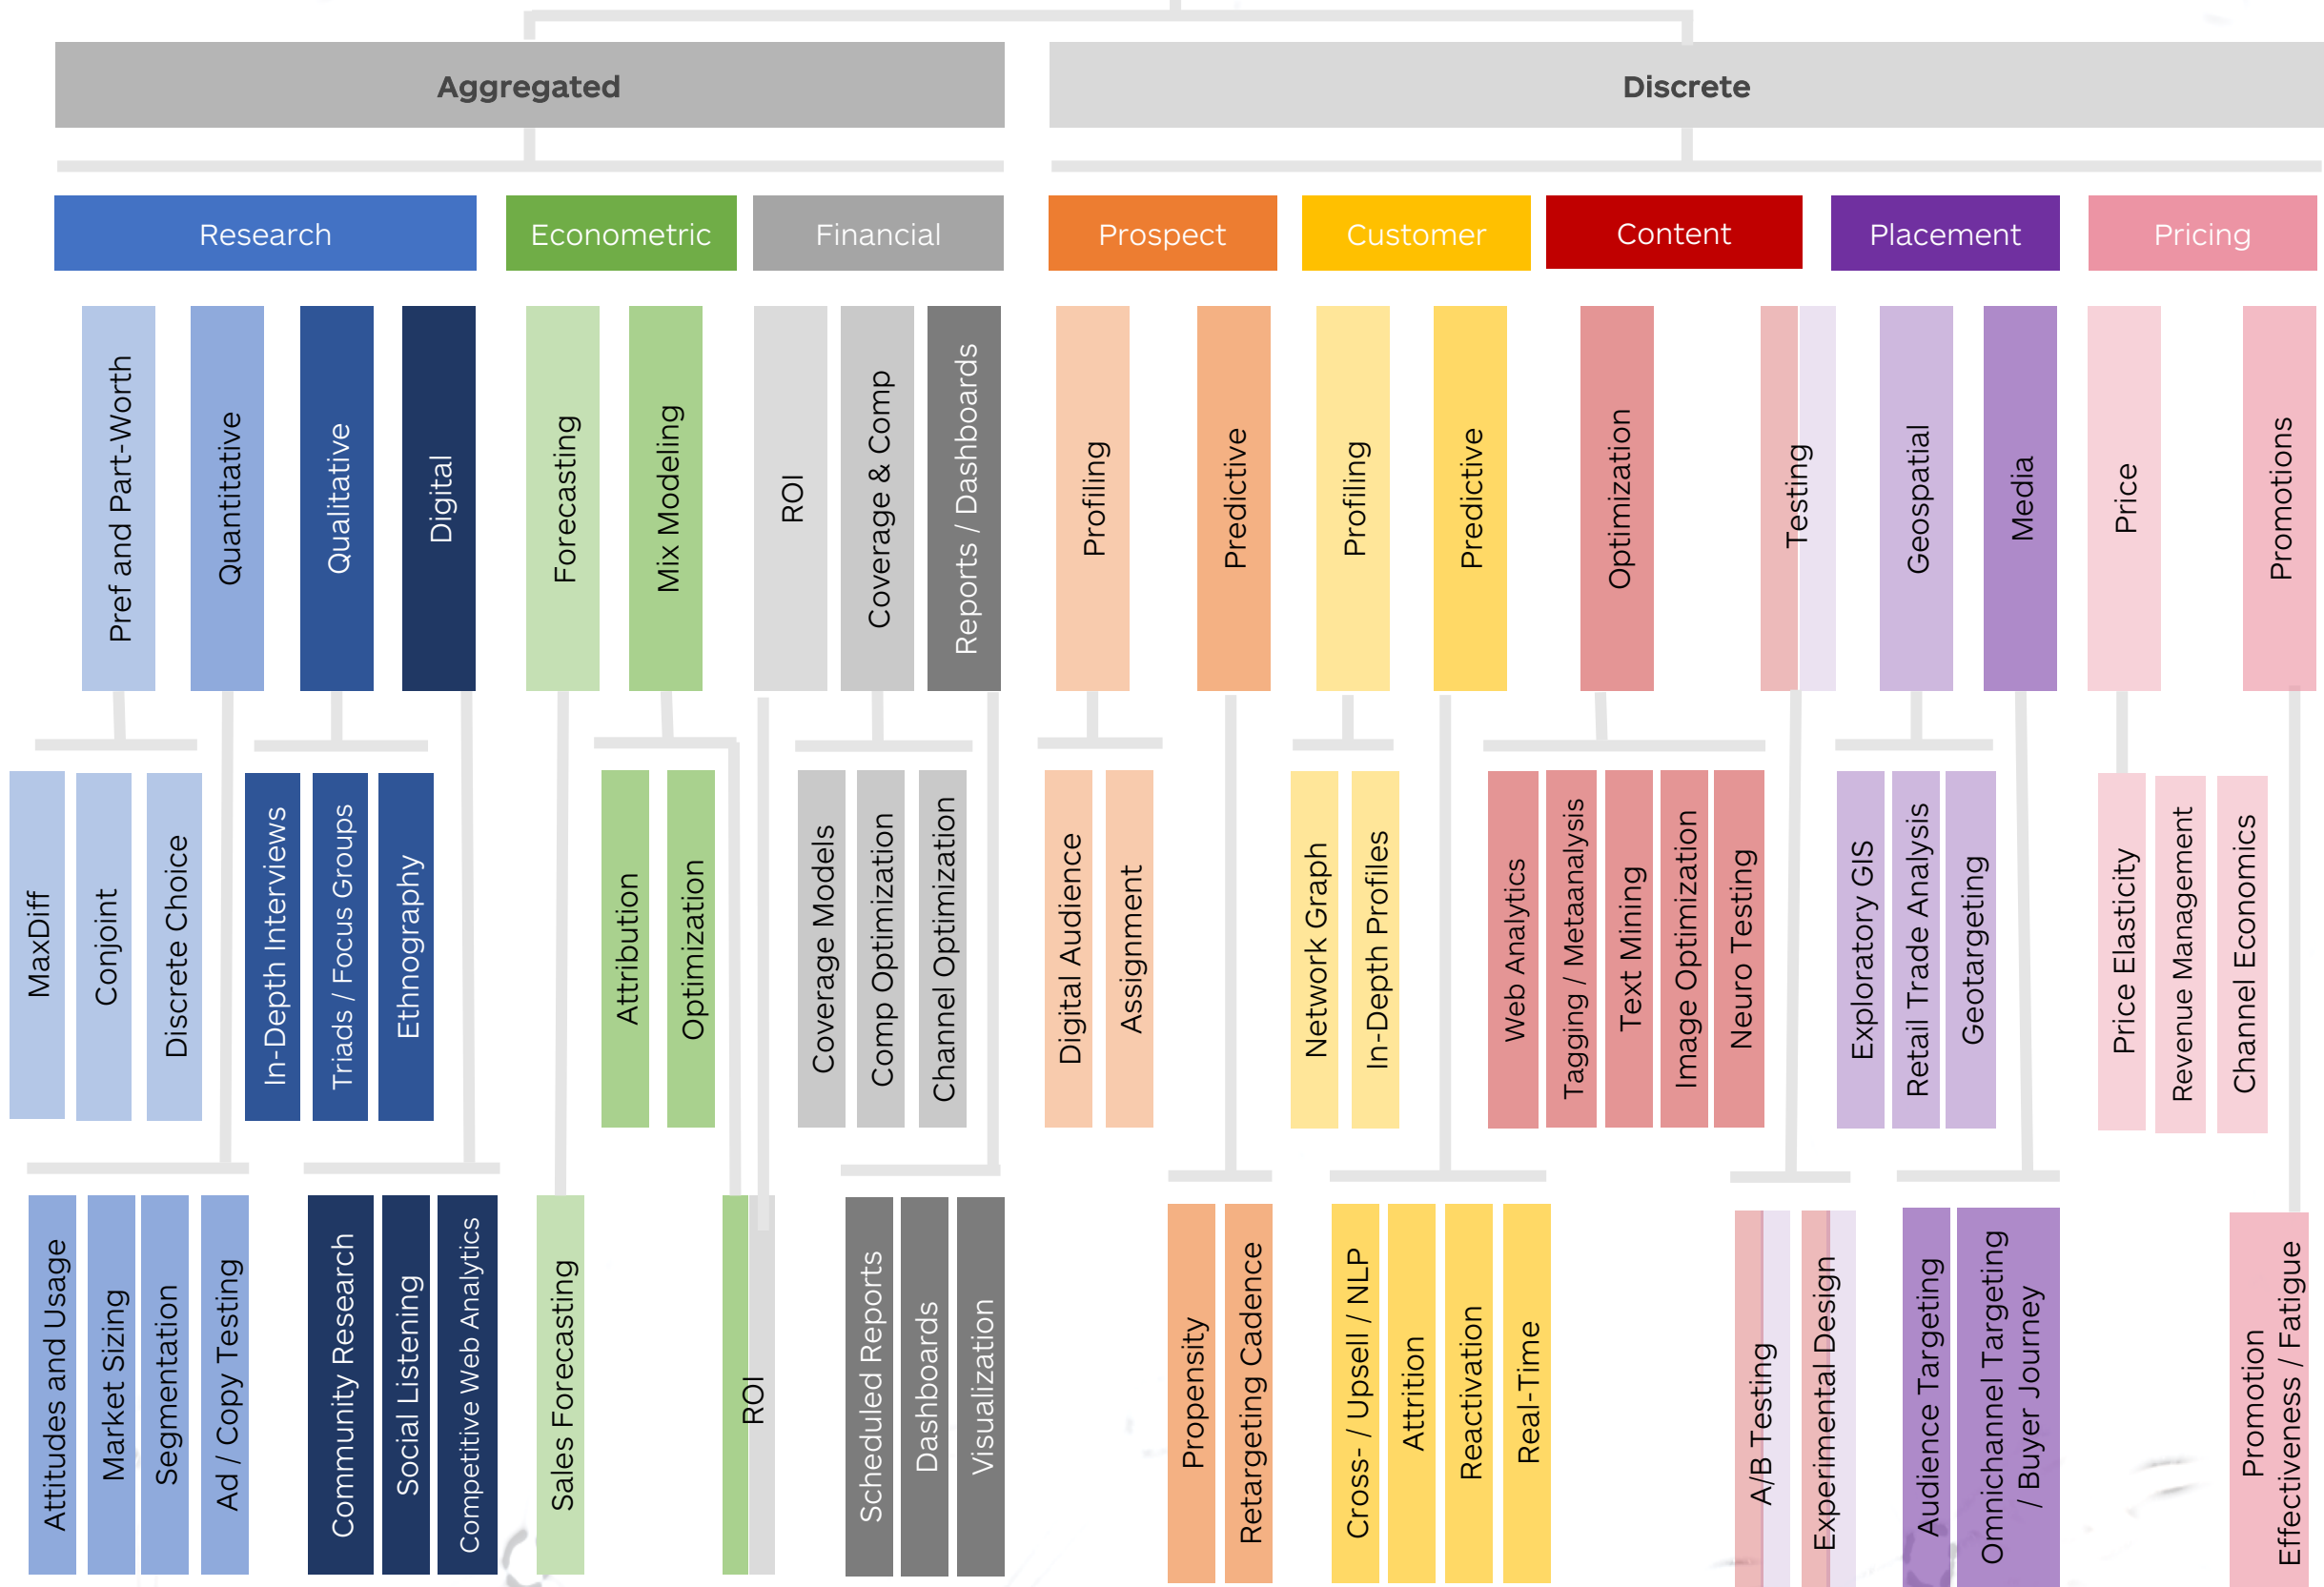 Aggregated
Discrete
Research
Econometric
Financial
Prospect
Customer
Content
Placement
Pricing
Pref and Part-Worth
Quantitative
Qualitative
Digital
Forecasting
Mix Modeling
ROI
Coverage & Comp
Reports / Dashboards
Profiling
Predictive
Profiling
Predictive
Optimization
Testing
Geospatial
Media
Price
Promotions
MaxDiff
Conjoint
Discrete Choice
In-Depth Interviews
Triads / Focus Groups
Ethnography
Attribution
Optimization
Coverage Models
Comp Optimization
Channel Optimization
Digital Audience
Assignment
Network Graph
In-Depth Profiles
Web Analytics
Tagging / Metaanalysis
Text Mining
Image Optimization
Neuro Testing
Exploratory GIS
Retail Trade Analysis
Geotargeting
Price Elasticity
Revenue Management
Channel Economics
Attitudes and Usage
Market Sizing
Segmentation
Ad / Copy Testing
Community Research
Social Listening
Competitive Web Analytics
Sales Forecasting
ROI
Scheduled Reports
Dashboards
Visualization
Propensity
Retargeting Cadence
Cross- / Upsell / NLP
Attrition
Reactivation
Real-Time
A/B Testing
Experimental Design
Audience Targeting
Omnichannel Targeting
/ Buyer Journey
Promotion
Effectiveness / Fatigue